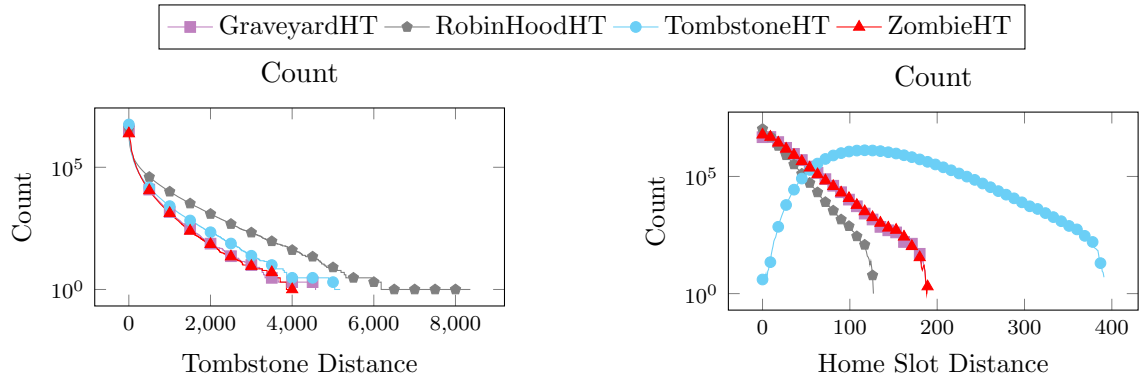 GraveyardHT RobinHoodHT TombstoneHT ZombieHT
Count
Count
10^5
10^0
0 2,000 4,000 6,000 8,000
Tombstone Distance
Count
Count
10^5
10^0
0 100 200 300 400
Home Slot Distance